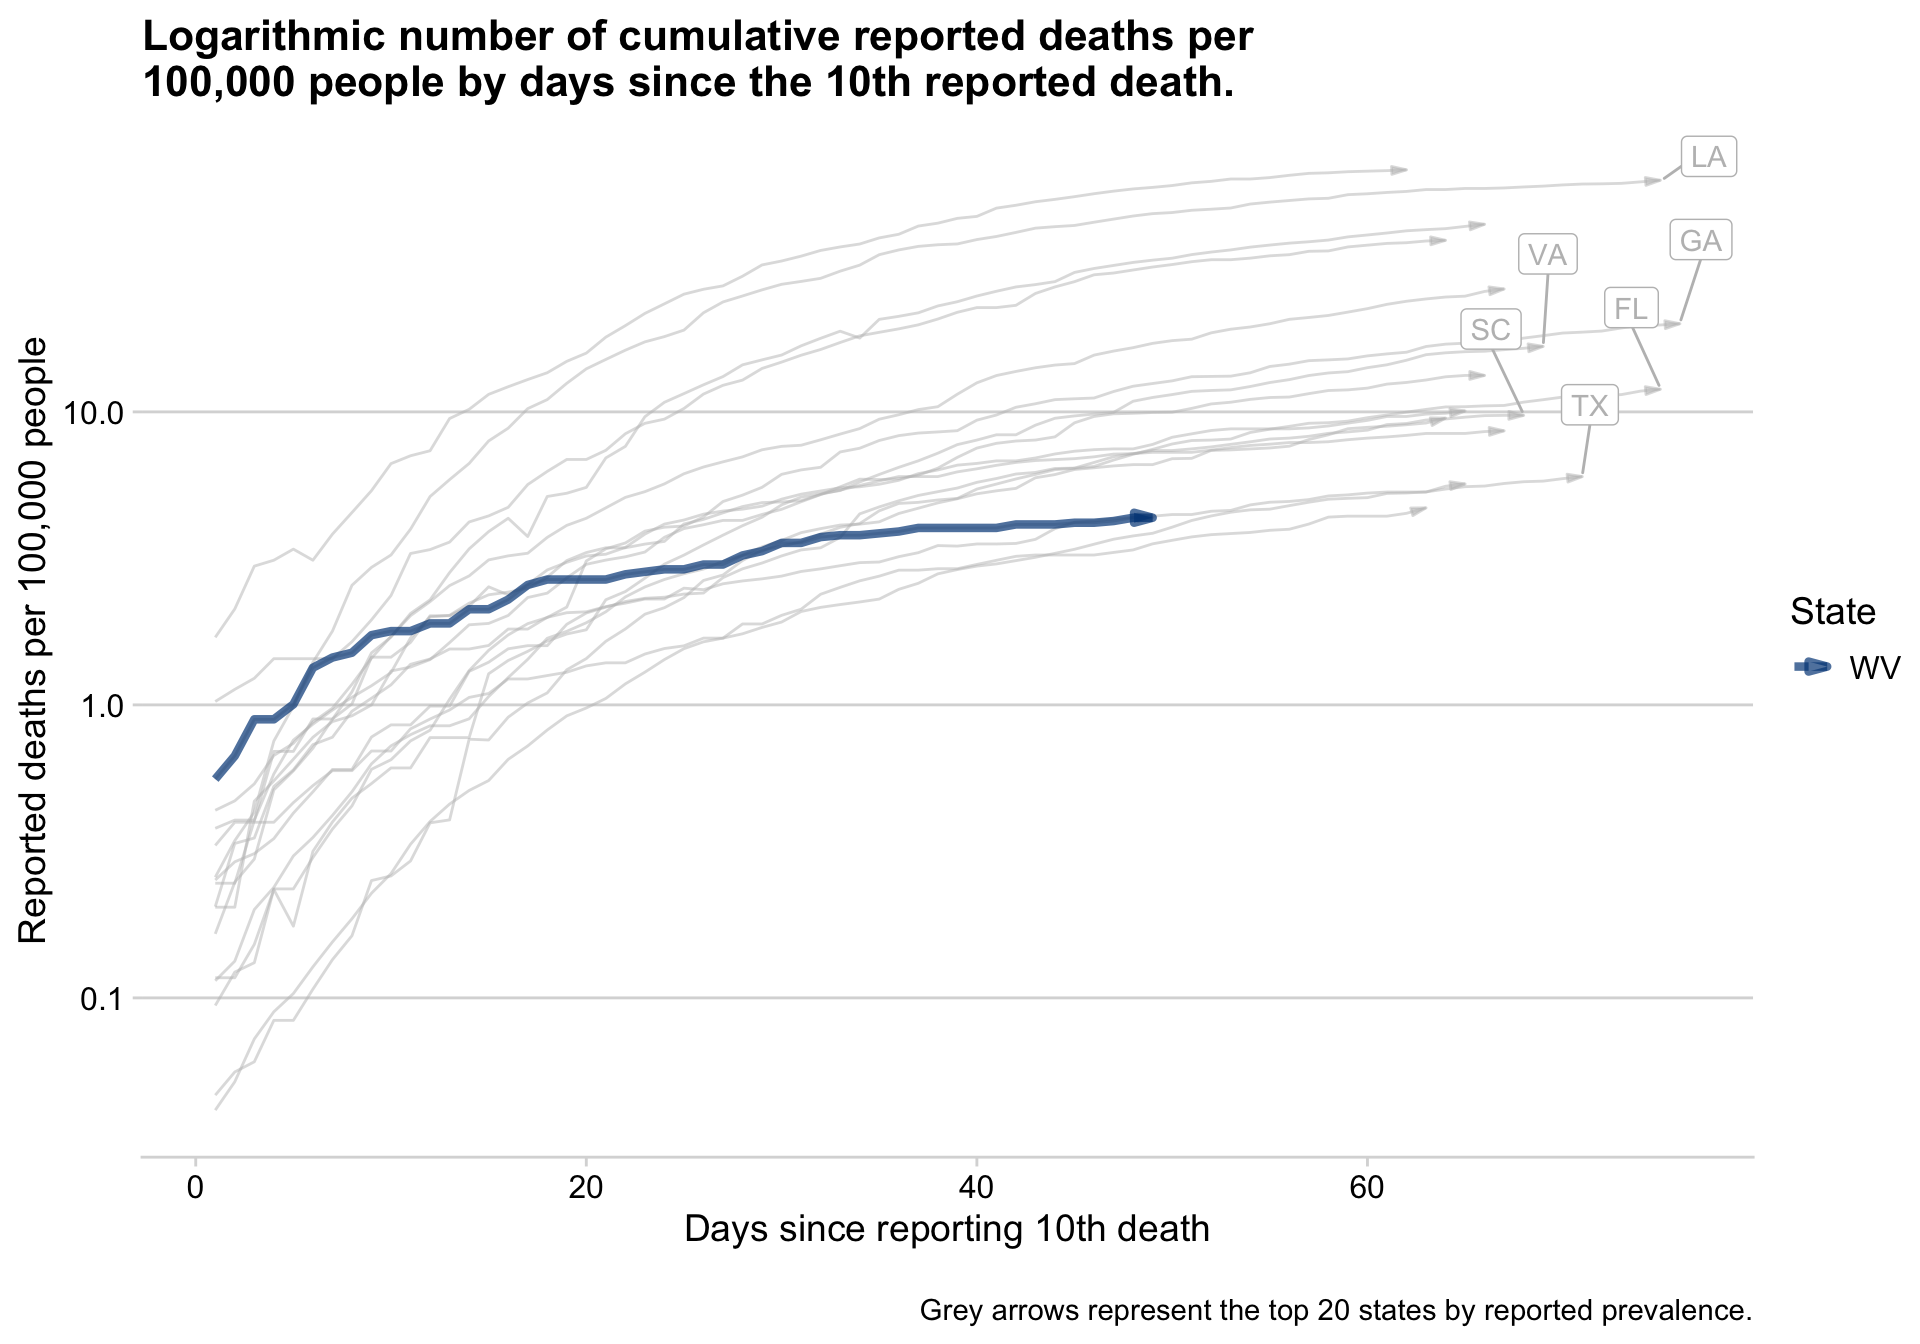 Logarithmic number of cumulative reported deaths per
100,000 people by days since the 10th reported death.
LA
GA
VA
FL
SC
TX
Reported deaths per 100,000 people
10.0
1.0
0.1
State
WV
0
20
40
60
Days since reporting 10th death
Grey arrows represent the top 20 states by reported prevalence.